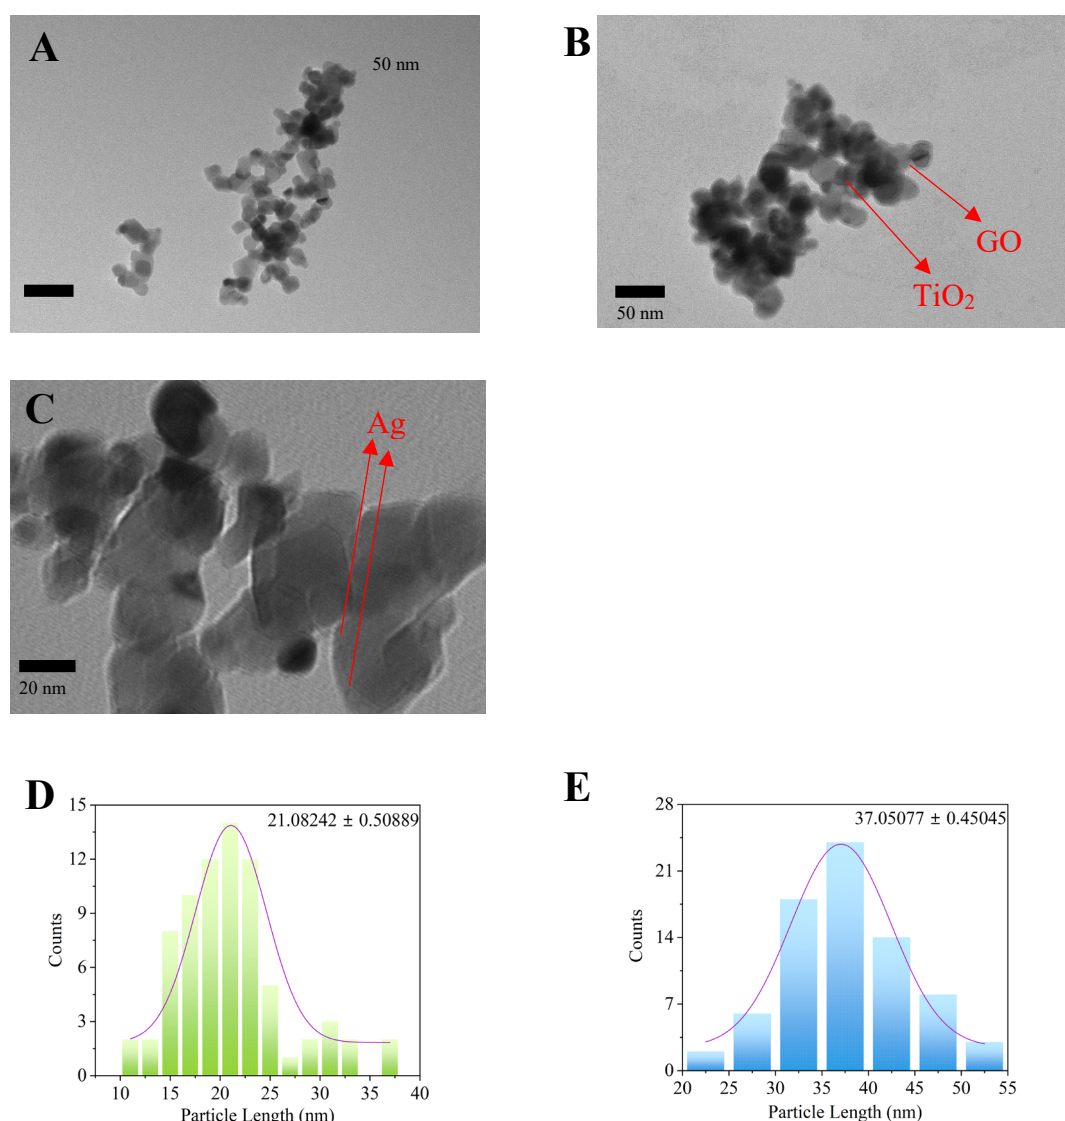 A
50 nm
B
GO
TiO₂
50 nm
C
Ag
20 nm
D
21.08242 ± 0.50889
15
12
9
6
3
0
Counts
10 15 20 25 30 35 40
Particle Length (nm)
E
37.05077 ± 0.45045
28
21
14
7
0
Counts
20 25 30 35 40 45 50 55
Particle Length (nm)